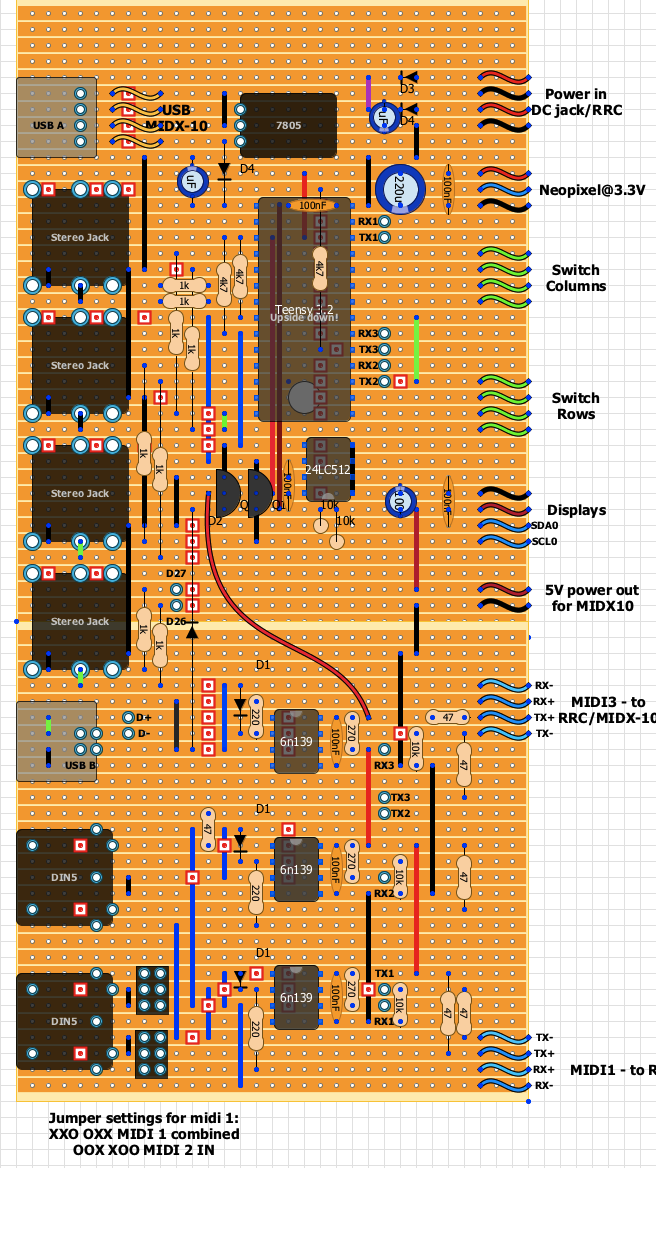 D3
Power in
DC jack/RRC
USB
MIDX-10
USB A
7805
uF
D4
D4
uF
220u
100nF
Neopixel@3.3V
100nF
RX1
TX1
Stereo Jack
4k7
4k7
4k7
1k
1k
Switch
Columns
Teensy 3.2
Upside down!
1k
1k
RX3
TX3
RX2
TX2
Stereo Jack
Switch
Rows
1k
1k
24LC512
Stereo Jack
100nF
100nF
D2
Q1
10k
10k
Displays
SDA0
SCL0
D27
5V power out
for MIDX10
Stereo Jack
D26
1k
1k
D1
RX-
RX+
TX+
TX-
MIDI3 - to
RRC/MIDX-10
D+
D-
220
6n139
100nF
270
47
10k
47
USB B
RX3
TX3
TX2
D1
47
DIN5
220
6n139
100nF
270
10k
47
RX2
D1
TX1
DIN5
220
6n139
100nF
270
10k
47
47
RX1
TX-
TX+
RX+
RX-
MIDI1 - to R
Jumper settings for midi 1:
XXO OXX MIDI 1 combined
OOX XOO MIDI 2 IN